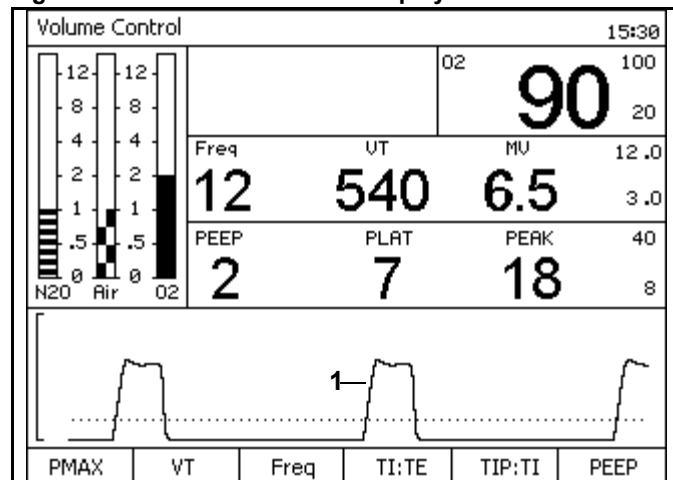 Volume Control 15:30
12 12
8 8
4 4
2 2
1 1
.5 .5
0 0
N2O Air O2
O2 90 100
20
Freq VT MV 12.0
12 540 6.5 3.0
PEEP PLAT PEAK 40
2 7 18 8
1
PMAX VT Freq TI:TE TIP:TI PEEP